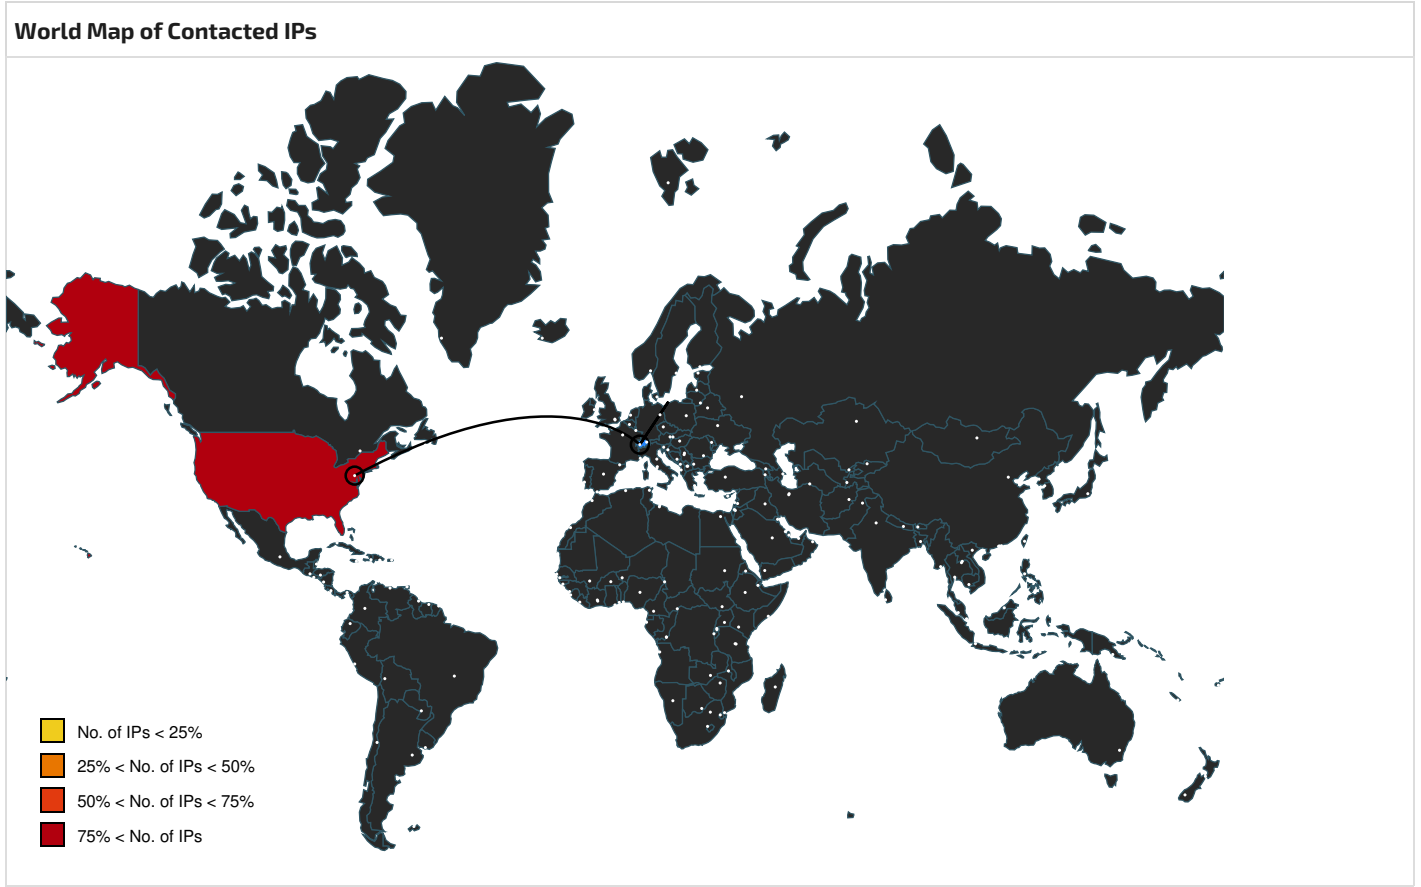 World Map of Contacted IPs
No. of IPs < 25%
25% < No. of IPs < 50%
50% < No. of IPs < 75%
75% < No. of IPs